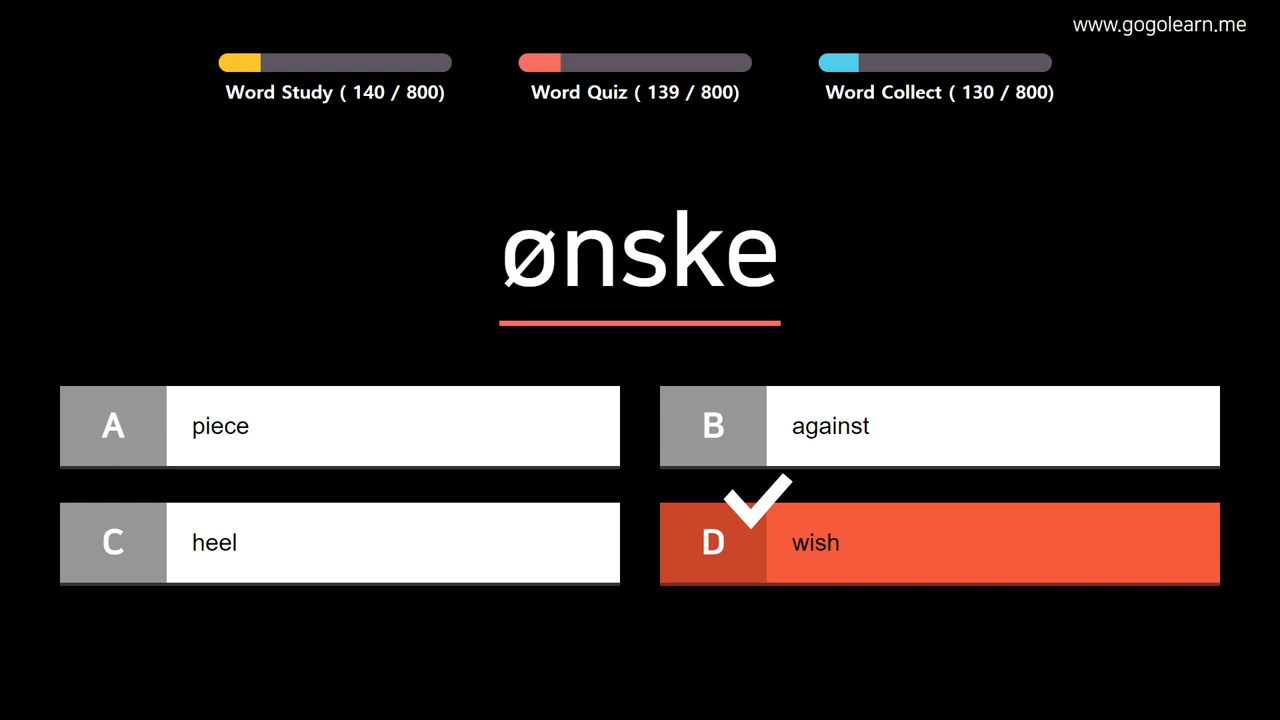 www.gogolearn.me
Word Study ( 140 / 800)
Word Quiz ( 139 / 800)
Word Collect ( 130 / 800)
ønske
A piece
B against
C heel
D wish